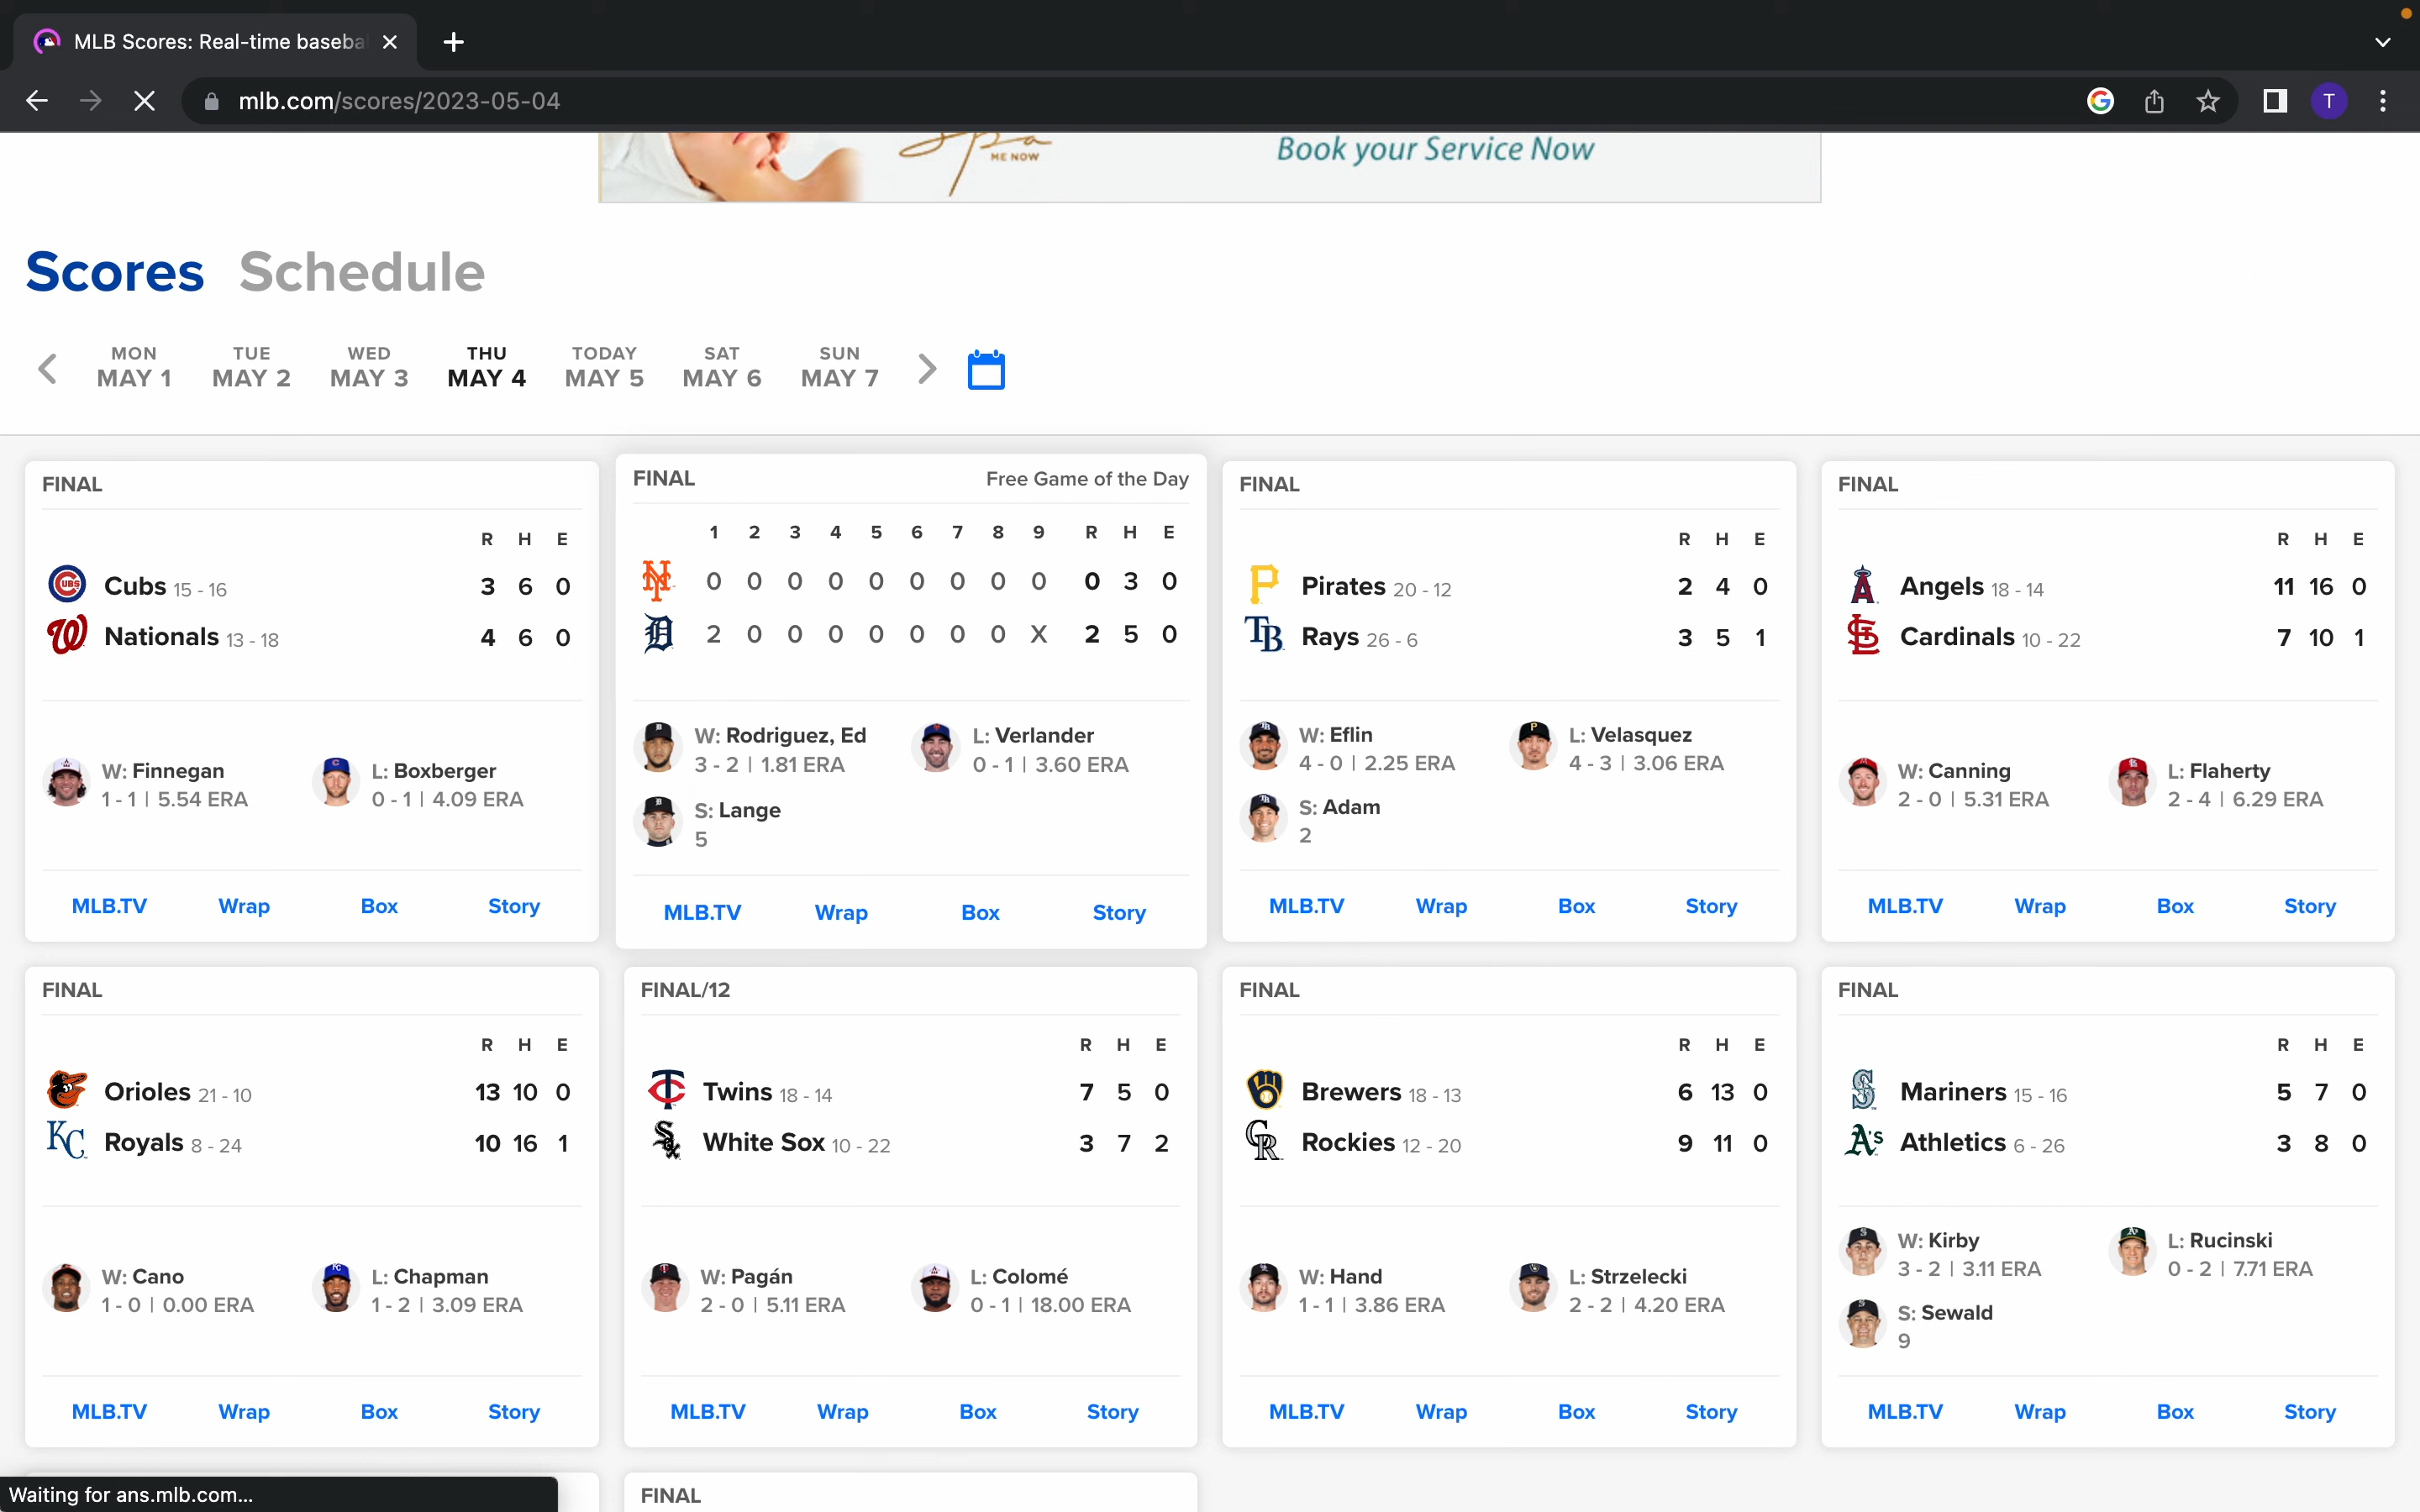 MLB Scores: Real-time baseba
mlb.com/scores/2023-05-04
T
Spa
ME NOW
Book your Service Now
Scores Schedule
MON TUE WED THU TODAY SAT SUN
MAY 1 MAY 2 MAY 3 MAY 4 MAY 5 MAY 6 MAY 7
FINAL
R H E
CUBS Cubs 15 - 16 3 6 0
W Nationals 13 - 18 4 6 0
W: Finnegan L: Boxberger
1 - 1 | 5.54 ERA 0 - 1 | 4.09 ERA
MLB.TV Wrap Box Story
FINAL Free Game of the Day
1 2 3 4 5 6 7 8 9 R H E
NY 0 0 0 0 0 0 0 0 0 0 3 0
D 2 0 0 0 0 0 0 0 X 2 5 0
W: Rodriguez, Ed L: Verlander
3 - 2 | 1.81 ERA 0 - 1 | 3.60 ERA
S: Lange
5
MLB.TV Wrap Box Story
FINAL
R H E
P Pirates 20 - 12 2 4 0
TB Rays 26 - 6 3 5 1
W: Eflin L: Velasquez
4 - 0 | 2.25 ERA 4 - 3 | 3.06 ERA
S: Adam
2
MLB.TV Wrap Box Story
FINAL
R H E
A Angels 18 - 14 11 16 0
STL Cardinals 10 - 22 7 10 1
W: Canning L: Flaherty
2 - 0 | 5.31 ERA 2 - 4 | 6.29 ERA
MLB.TV Wrap Box Story
FINAL
R H E
Orioles 21 - 10 13 10 0
KC Royals 8 - 24 10 16 1
W: Cano L: Chapman
1 - 0 | 0.00 ERA 1 - 2 | 3.09 ERA
MLB.TV Wrap Box Story
FINAL/12
R H E
TC Twins 18 - 14 7 5 0
Sox White Sox 10 - 22 3 7 2
W: Pagán L: Colomé
2 - 0 | 5.11 ERA 0 - 1 | 18.00 ERA
MLB.TV Wrap Box Story
FINAL
R H E
Brewers 18 - 13 6 13 0
CR Rockies 12 - 20 9 11 0
W: Hand L: Strzelecki
1 - 1 | 3.86 ERA 2 - 2 | 4.20 ERA
MLB.TV Wrap Box Story
FINAL
R H E
S Mariners 15 - 16 5 7 0
A's Athletics 6 - 26 3 8 0
W: Kirby L: Rucinski
3 - 2 | 3.11 ERA 0 - 2 | 7.71 ERA
S: Sewald
9
MLB.TV Wrap Box Story
FINAL
Waiting for ans.mlb.com...